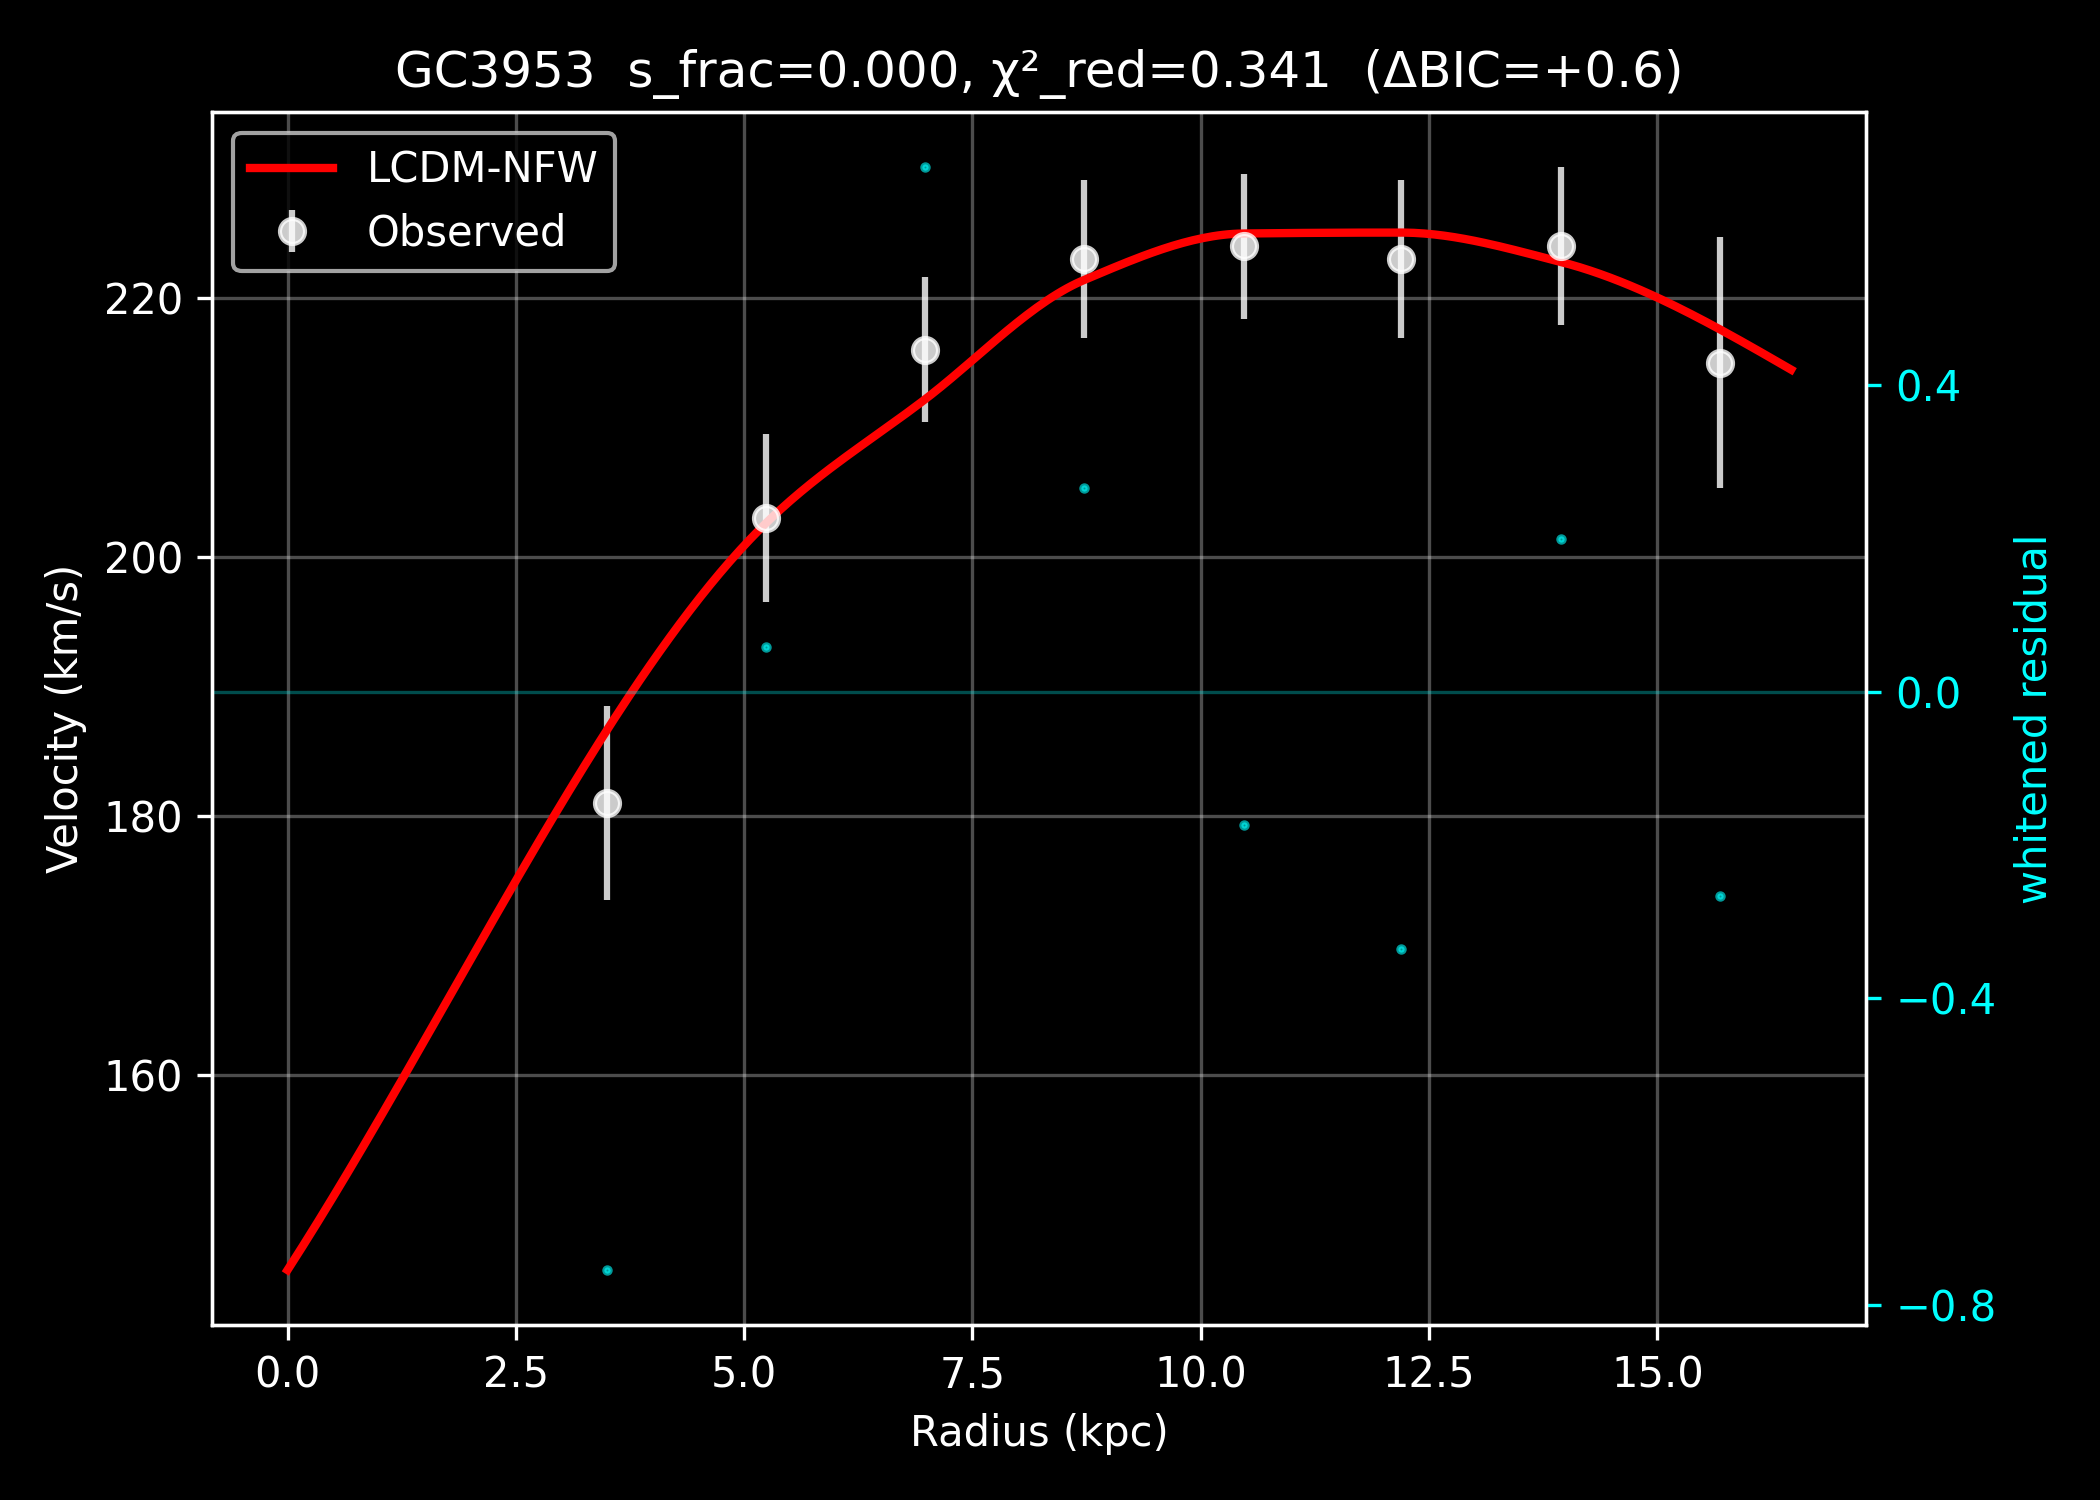 GC3953 s_frac=0.000, χ²_red=0.341 (ΔBIC=+0.6)
LCDM-NFW
Observed
220
200
180
160
Velocity (km/s)
0.4
0.0
−0.4
−0.8
whitened residual
0.0 2.5 5.0 7.5 10.0 12.5 15.0
Radius (kpc)